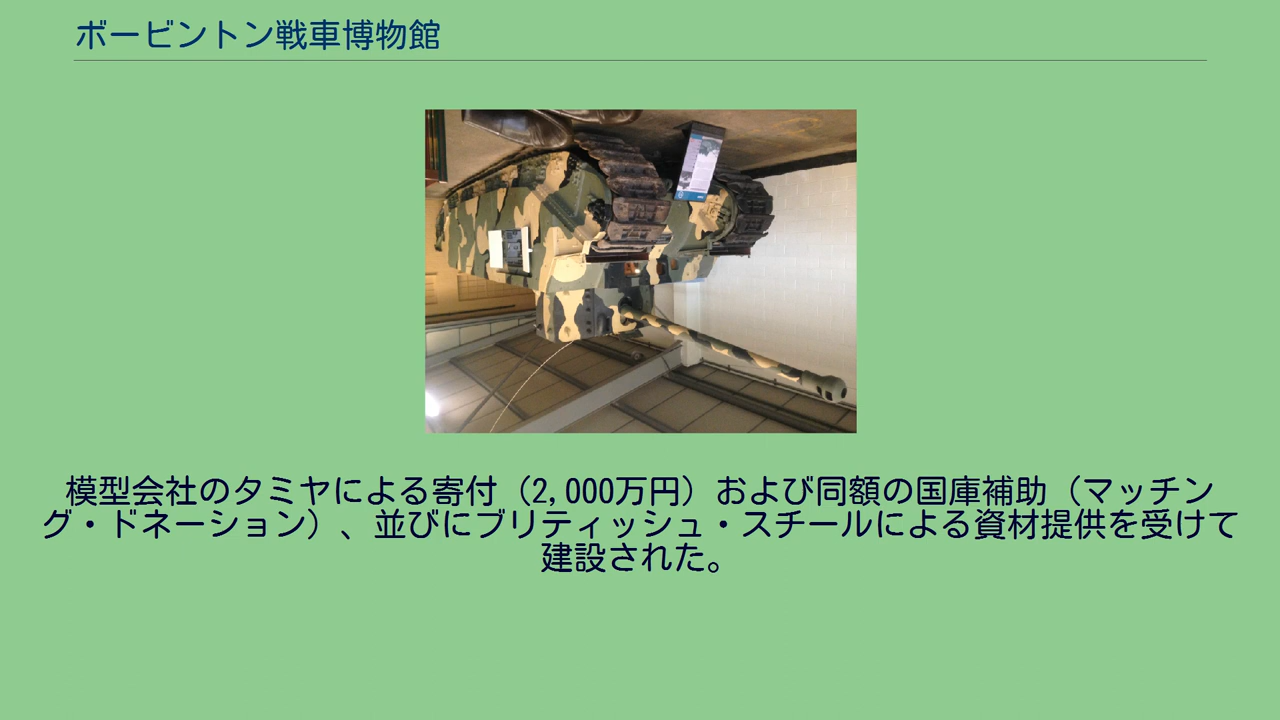 ボービントン戦車博物館
模型会社のタミヤによる寄付（2,000万円）および同額の国庫補助（マッチン
グ・ドネーション）、並びにブリティッシュ・スチールによる資材提供を受けて
建設された。